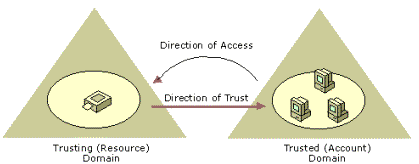 Direction of Access
Direction of Trust
Trusting (Resource)
Domain
Trusted (Account)
Domain